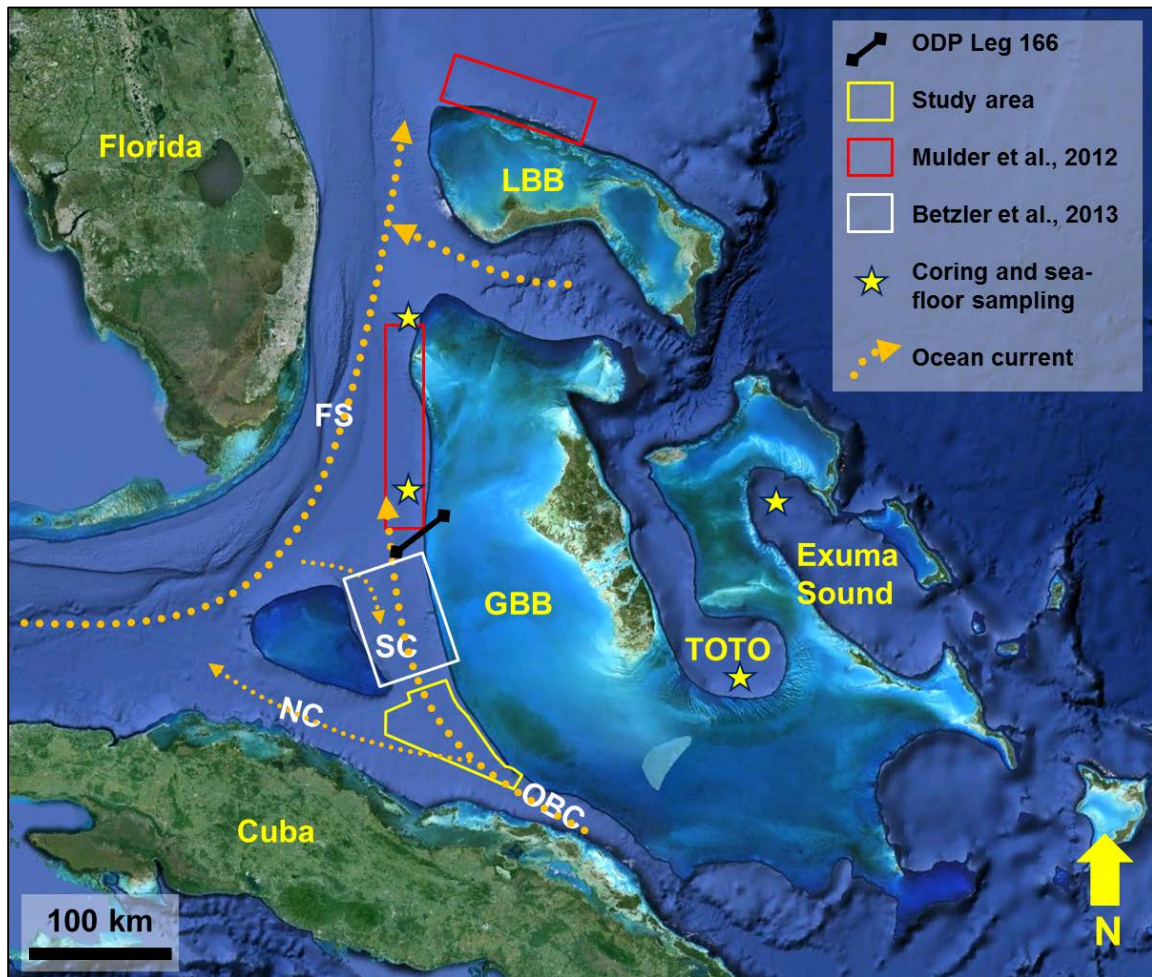 ODP Leg 166
Study area
Mulder et al., 2012
Betzler et al., 2013
Coring and sea-
floor sampling
Ocean current
Florida
LBB
FS
Exuma
Sound
GBB
TOTO
SC
NC
OBC
Cuba
100 km
N